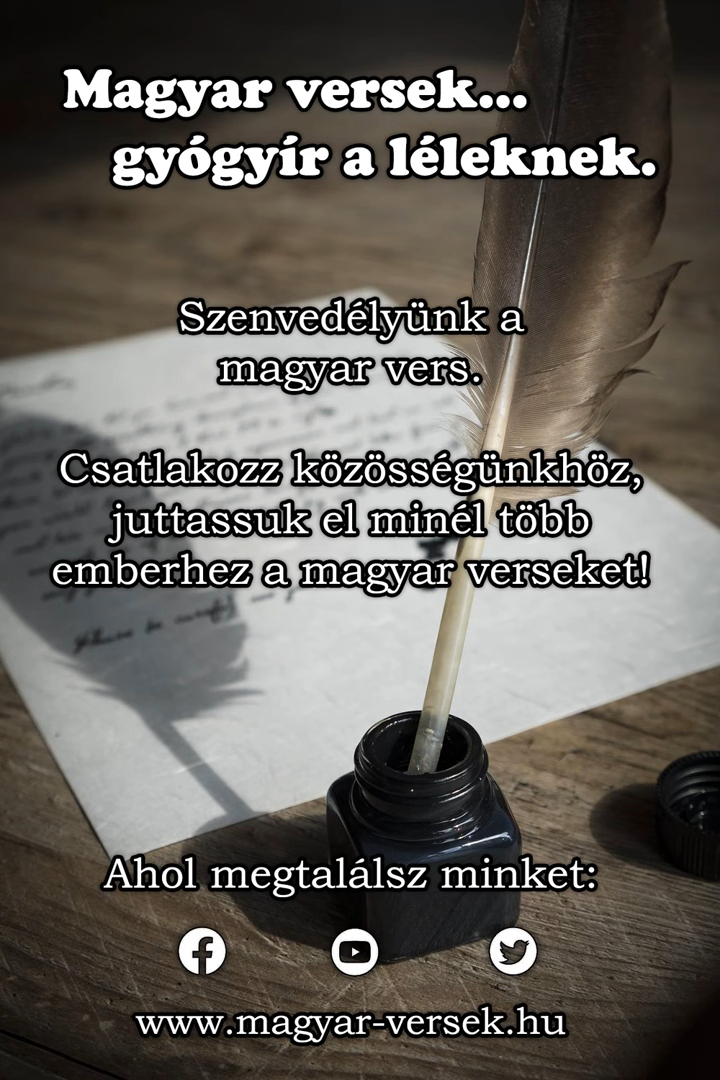 Magyar versek...
gyógyír a léleknek.
Szenvedélyünk a
magyar vers.
Csatlakozz közösségünkhöz,
juttassuk el minél több
emberhez a magyar verseket!
Ahol megtalálsz minket:
www.magyar-versek.hu